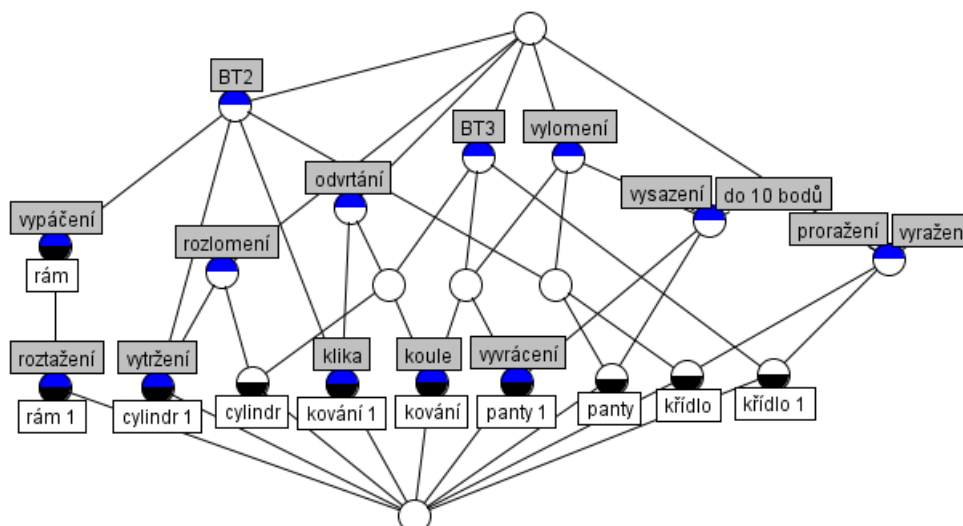 BT2
BT3
vylomení
odvrtání
vysazení
do 10 bodů
vypáčení
rozlomení
proražení
vyražen
rám
roztažení
vytržení
klika
koule
vyvrácení
rám 1
cylindr 1
cylindr
kování 1
kování
panty 1
panty
křídlo
křídlo 1